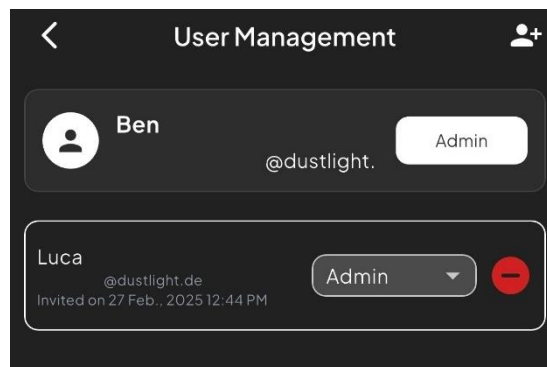 User Management
Ben
@dustlight.
Admin
Luca
@dustlight.de
Invited on 27 Feb., 2025 12:44 PM
Admin